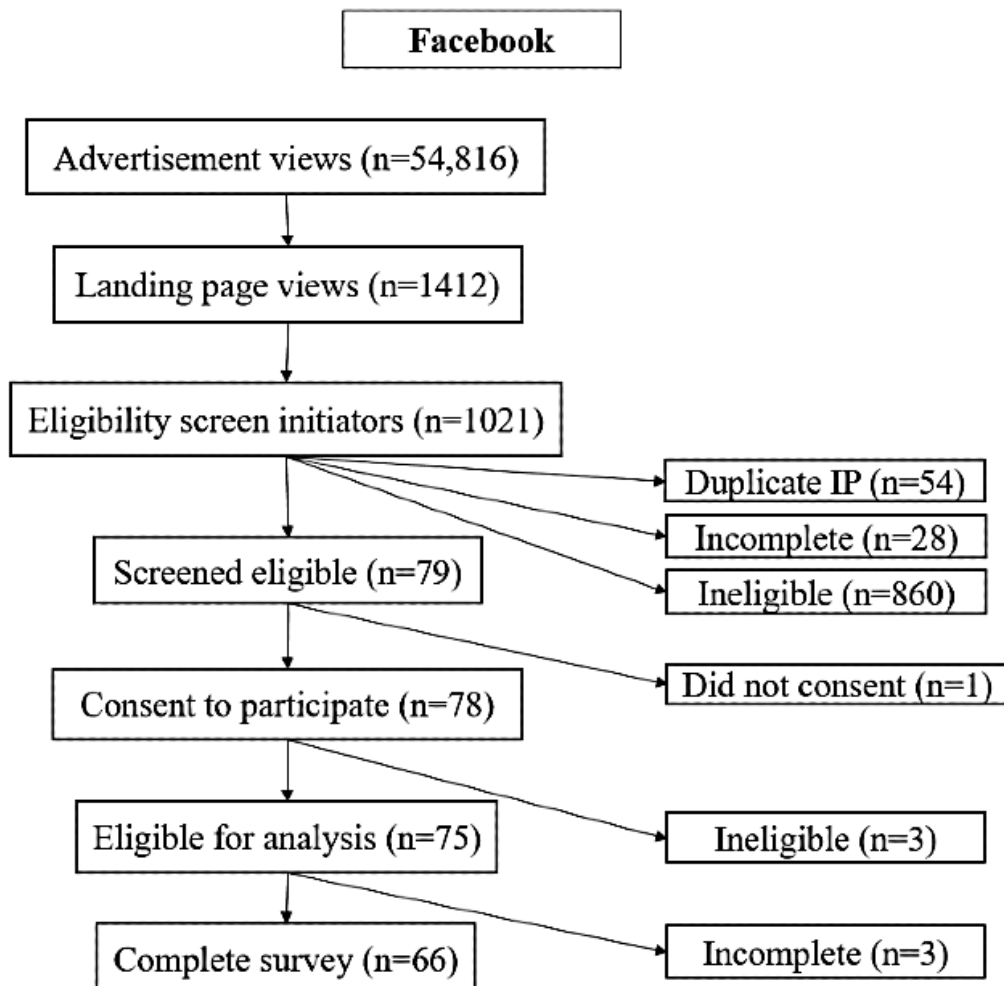 Facebook
Advertisement views (n=54,816)
Landing page views (n=1412)
Eligibility screen initiators (n=1021)
Duplicate IP (n=54)
Incomplete (n=28)
Screened eligible (n=79)
Ineligible (n=860)
Did not consent (n=1)
Consent to participate (n=78)
Eligible for analysis (n=75)
Ineligible (n=3)
Complete survey (n=66)
Incomplete (n=3)